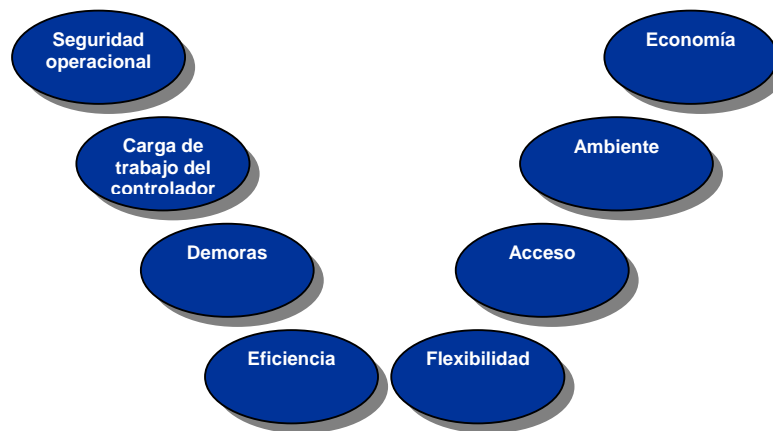 Seguridad
operacional
Economía
Carga de
trabajo del
controlador
Ambiente
Demoras
Acceso
Eficiencia
Flexibilidad